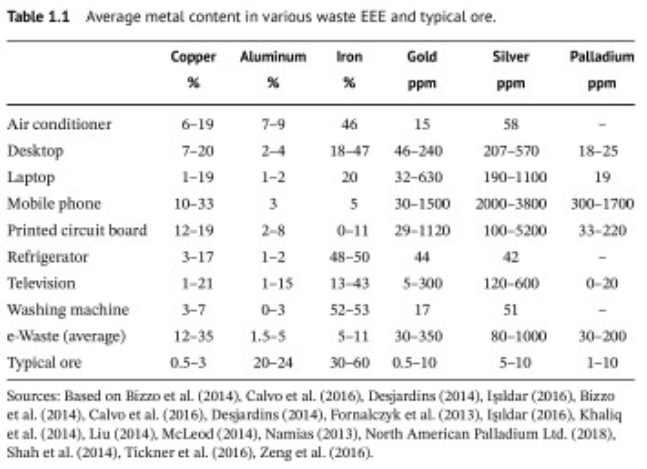 Table 1.1 Average metal content in various waste EEE and typical ore.
Copper Aluminum Iron Gold Silver Palladium
% % % ppm ppm ppm
Air conditioner 6–19 7–9 46 15 58 –
Desktop 7–20 2–4 18–47 46–240 207–570 18–25
Laptop 1–19 1–2 20 32–630 190–1100 19
Mobile phone 10–33 3 5 30–1500 2000–3800 300–1700
Printed circuit board 12–19 2–8 0–11 29–1120 100–5200 33–220
Refrigerator 3–17 1–2 48–50 44 42 –
Television 1–21 1–15 13–43 5–300 120–600 0–20
Washing machine 3–7 0–3 52–53 17 51 –
e-Waste (average) 12–35 1.5–5 5–11 30–350 80–1000 30–200
Typical ore 0.5–3 20–24 30–60 0.5–10 5–10 1–10
Sources: Based on Bizzo et al. (2014), Calvo et al. (2016), Desjardins (2014), Işıldar (2016), Bizzo
et al. (2014), Calvo et al. (2016), Desjardins (2014), Fornalczyk et al. (2013), Işıldar (2016), Khaliq
et al. (2014), Liu (2014), McLeod (2014), Namias (2013), North American Palladium Ltd. (2018),
Shah et al. (2014), Tickner et al. (2016), Zeng et al. (2016).